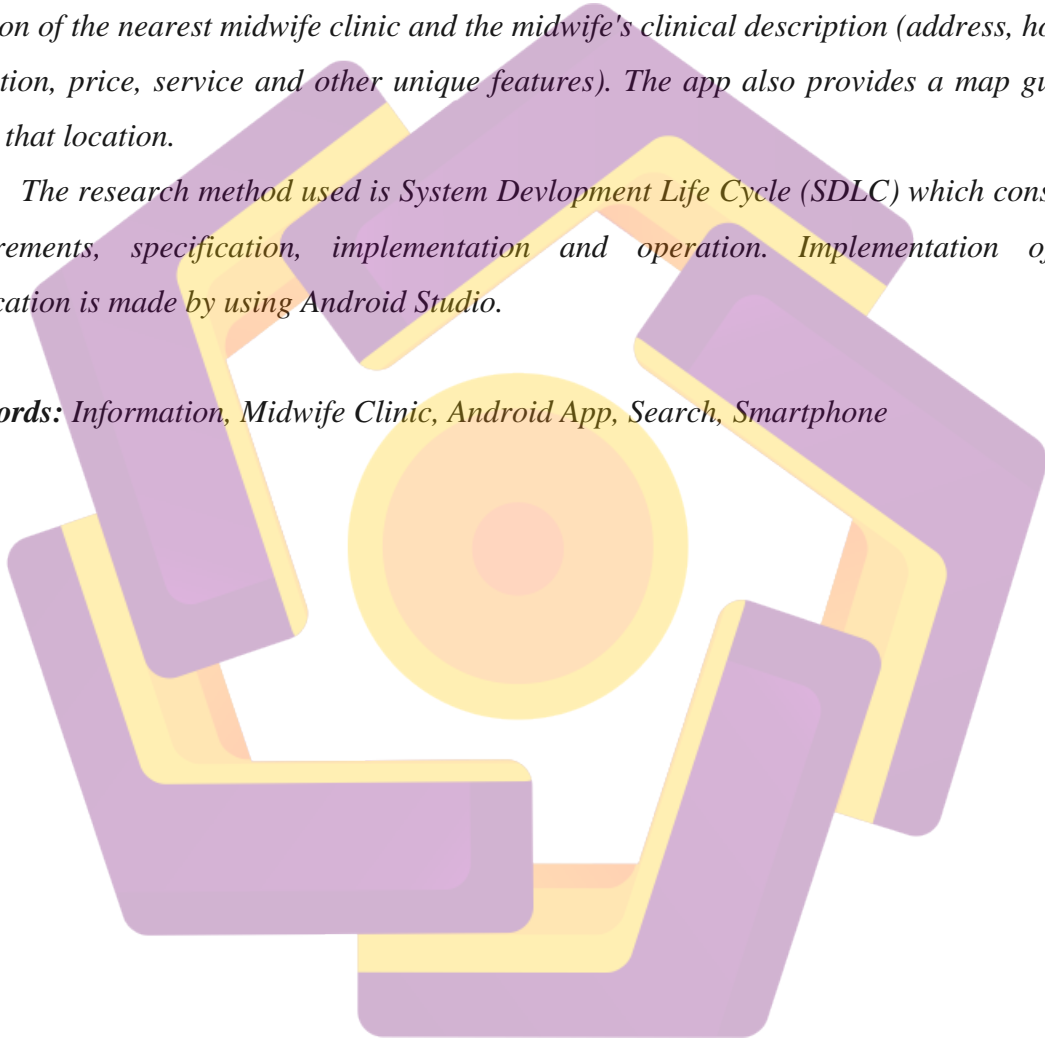 on of the nearest midwife clinic and the midwife's clinical description (address, ho
tion, price, service and other unique features). The app also provides a map gu
that location.
The research method used is System Devlopment Life Cycle (SDLC) which cons
rements, specification, implementation and operation. Implementation o
cation is made by using Android Studio.
ords: Information, Midwife Clinic, Android App, Search, Smartphone